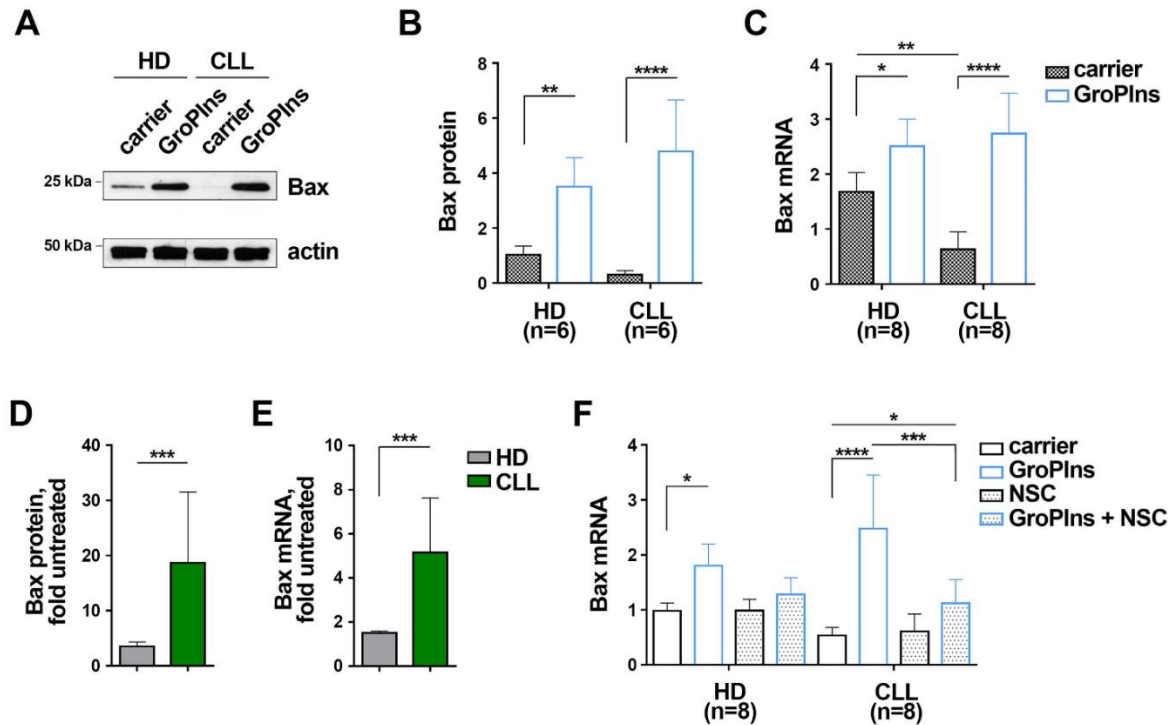 A
HD CLL
carrier GroPIns carrier GroPIns
25 kDa Bax
50 kDa actin
B
Bax protein
8
6
4
2
0
** ****
HD CLL
(n=6) (n=6)
C
Bax mRNA
4
3
2
1
0
**
* ****
HD CLL
(n=8) (n=8)
carrier
GroPIns
D
Bax protein,
fold untreated
40
30
20
10
0
***
E
Bax mRNA,
fold untreated
10
8
6
4
2
0
***
HD
CLL
F
Bax mRNA
4
3
2
1
0
*
***
* ****
HD CLL
(n=8) (n=8)
carrier
GroPIns
NSC
GroPIns + NSC